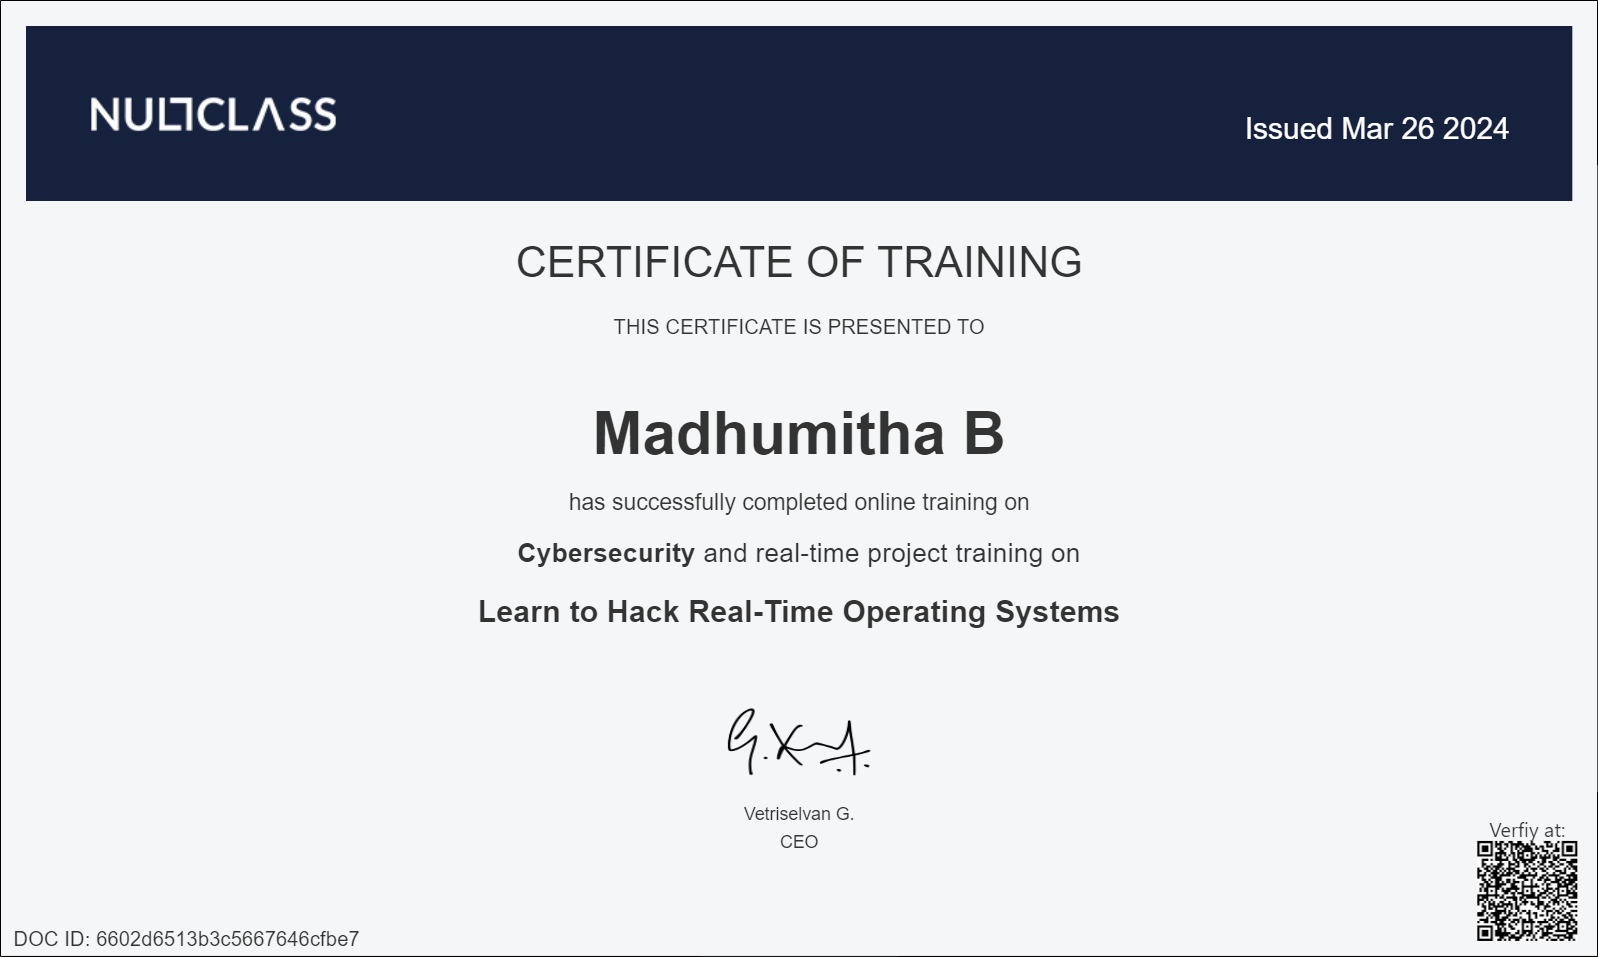 NULLCLASS
Issued Mar 26 2024
CERTIFICATE OF TRAINING
THIS CERTIFICATE IS PRESENTED TO
Madhumitha B
has successfully completed online training on
Cybersecurity and real-time project training on
Learn to Hack Real-Time Operating Systems
Vetriselvan G.
CEO
Verfiy at:
DOC ID: 6602d6513b3c5667646cfbe7